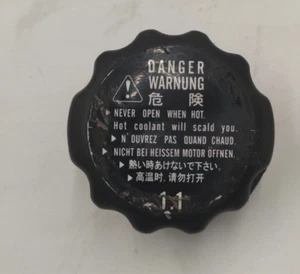 DANGER
WARNUNG
危険
▶ NEVER OPEN WHEN HOT.
Hot coolant will scald you.
▶ N'OUVREZ PAS QUAND CHAUD.
▶ NICHT BEI HEISSEM MOTOR ÖFFNEN.
▶ 熱い時あけないで下さい。
▶ 高温时，请勿打开
1.1